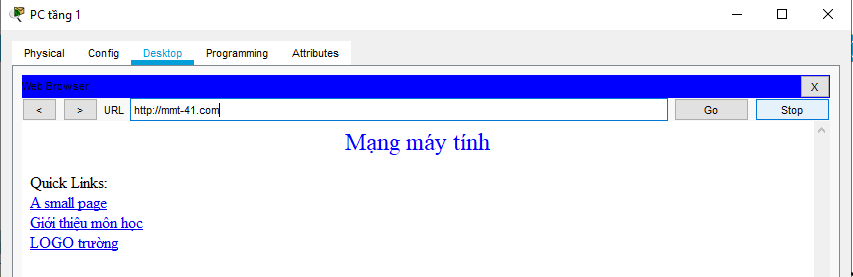 PC tầng 1
Physical Config Desktop Programming Attributes
Web Browser X
< > URL http://mmt-41.com Go Stop
Mạng máy tính
Quick Links:
A small page
Giới thiệu môn học
LOGO trường